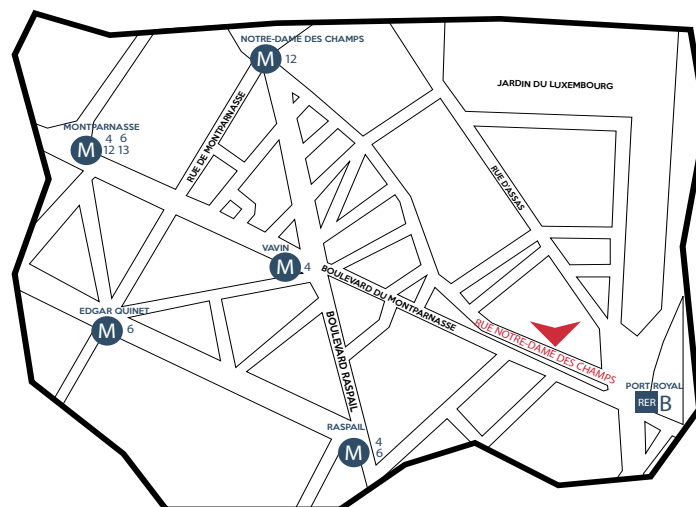 NOTRE-DAME DES CHAMPS
M 12
JARDIN DU LUXEMBOURG
MONTPARNASSE
M 4 6
12 13
RUE DE MONTPARNASSE
RUE D'ASSAS
VAVIN
M 4
BOULEVARD DU MONTPARNASSE
EDGAR QUINET
M 6
BOULEVARD RASPAIL
RUE NOTRE-DAME DES CHAMPS
PORT ROYAL
RER B
RASPAIL
M 4
6